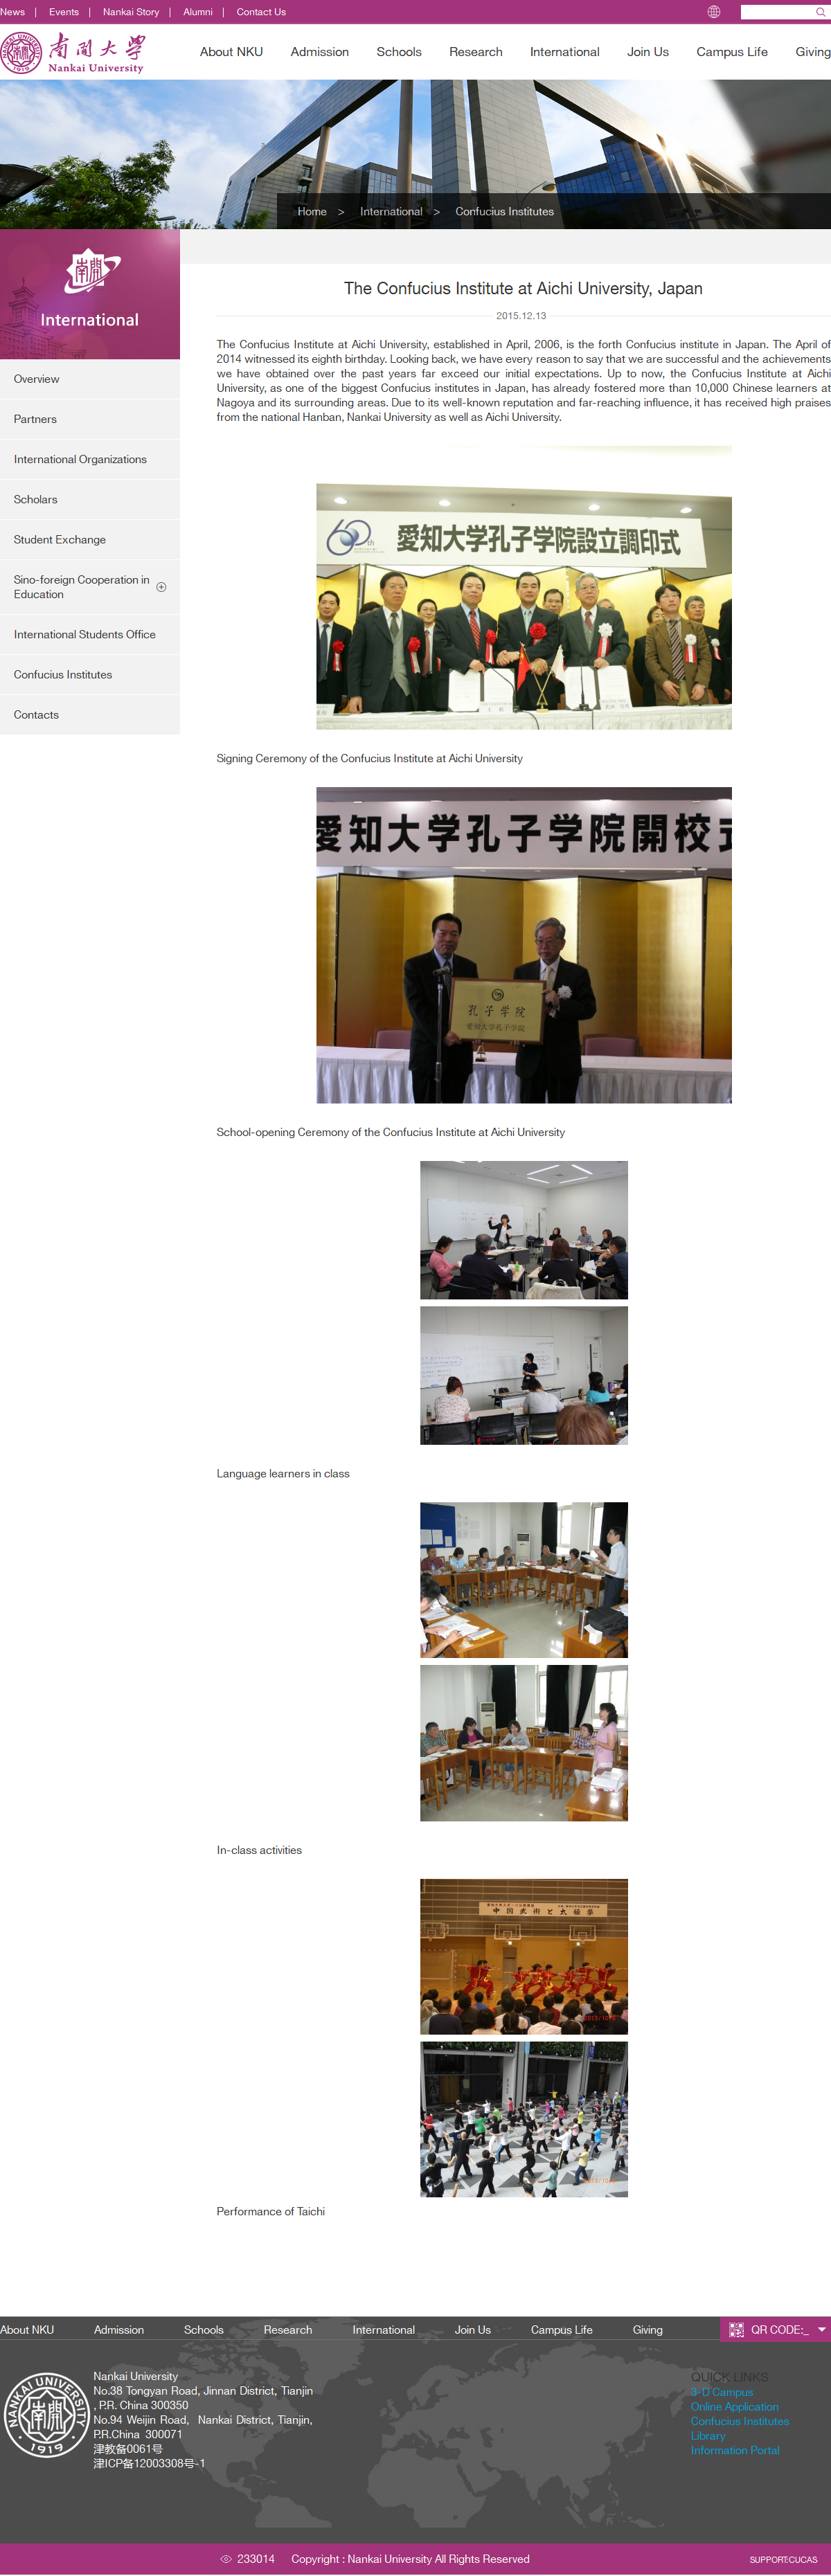 News | Events | Nankai Story | Alumni | Contact Us
南開大學
Nankai University
NANKAI UNIVERSITY
1919
About NKU Admission Schools Research International Join Us Campus Life Giving
Home > International > Confucius Institutes
南開
International
Overview
Partners
International Organizations
Scholars
Student Exchange
Sino-foreign Cooperation in
Education
International Students Office
Confucius Institutes
Contacts
The Confucius Institute at Aichi University, Japan
2015.12.13
The Confucius Institute at Aichi University, established in April, 2006, is the forth Confucius institute in Japan. The April of
2014 witnessed its eighth birthday. Looking back, we have every reason to say that we are successful and the achievements
we have obtained over the past years far exceed our initial expectations. Up to now, the Confucius Institute at Aichi
University, as one of the biggest Confucius institutes in Japan, has already fostered more than 10,000 Chinese learners at
Nagoya and its surrounding areas. Due to its well-known reputation and far-reaching influence, it has received high praises
from the national Hanban, Nankai University as well as Aichi University.
60th
愛知大学孔子学院設立調印式
Signing Ceremony of the Confucius Institute at Aichi University
愛知大学孔子学院開校式
孔子学院
愛知大学孔子学院
School-opening Ceremony of the Confucius Institute at Aichi University
Language learners in class
In-class activities
中国武術と太極拳
Performance of Taichi
About NKU Admission Schools Research International Join Us Campus Life Giving
QR CODE:_
NANKAI UNIVERSITY
南開
1919
Nankai University
No.38 Tongyan Road, Jinnan District, Tianjin
, P.R. China 300350
No.94 Weijin Road, Nankai District, Tianjin,
P.R.China 300071
津教备0061号
津ICP备12003308号-1
QUICK LINKS
3-D Campus
Online Application
Confucius Institutes
Library
Information Portal
233014 Copyright : Nankai University All Rights Reserved
SUPPORT:CUCAS